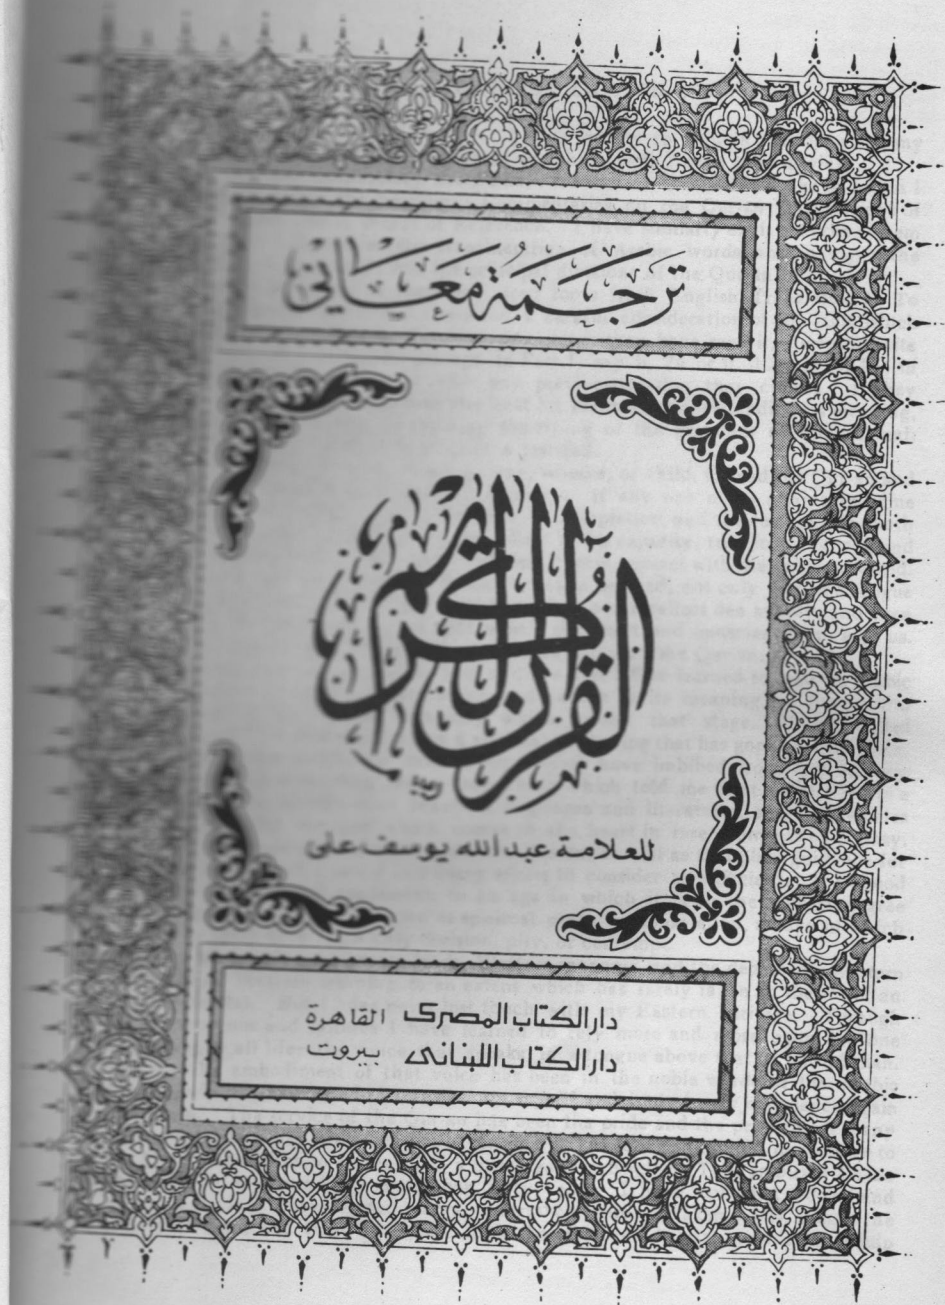 ترجمة معاني
القرآن الكريم
للعلامة عبد الله يوسف على
دار الكتاب المصرى القاهرة
دار الكتاب اللبنانى بيروت